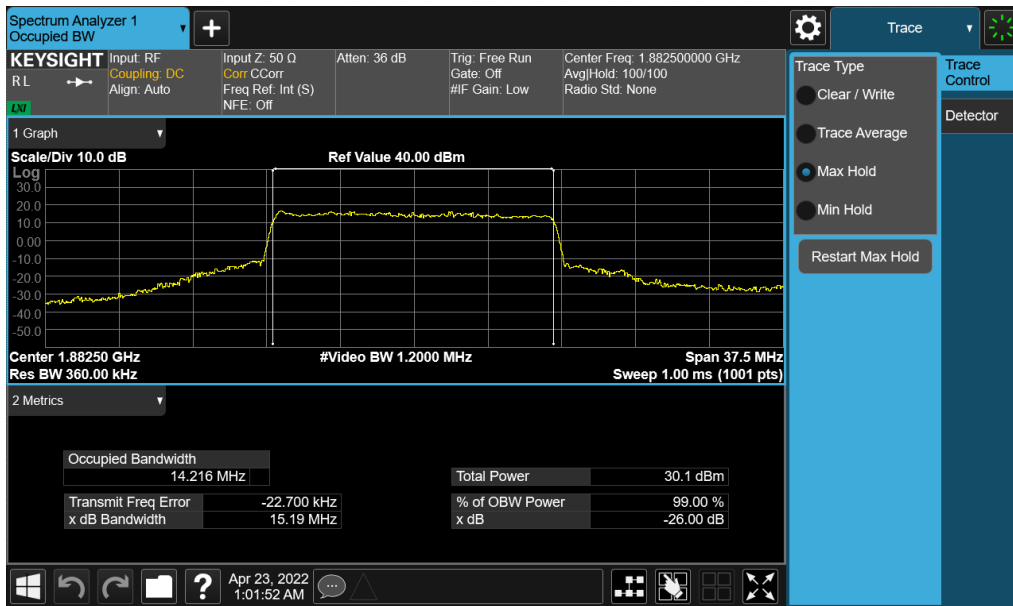 Spectrum Analyzer 1
Occupied BW
+
Trace
KEYSIGHT
R L
LXI
Input: RF
Coupling: DC
Align: Auto
Input Z: 50 Ω
Corr CCorr
Freq Ref: Int (S)
NFE: Off
Atten: 36 dB
Trig: Free Run
Gate: Off
#IF Gain: Low
Center Freq: 1.882500000 GHz
Avg|Hold: 100/100
Radio Std: None
1 Graph
Scale/Div 10.0 dB
Ref Value 40.00 dBm
Log
30.0
20.0
10.0
0.00
-10.0
-20.0
-30.0
-40.0
-50.0
Center 1.88250 GHz
#Video BW 1.2000 MHz
Span 37.5 MHz
Res BW 360.00 kHz
Sweep 1.00 ms (1001 pts)
2 Metrics
Occupied Bandwidth
14.216 MHz
Total Power 30.1 dBm
Transmit Freq Error -22.700 kHz
% of OBW Power 99.00 %
x dB Bandwidth 15.19 MHz
x dB -26.00 dB
Trace Type
Clear / Write
Trace Average
Max Hold
Min Hold
Restart Max Hold
Trace
Control
Detector
?
Apr 23, 2022
1:01:52 AM